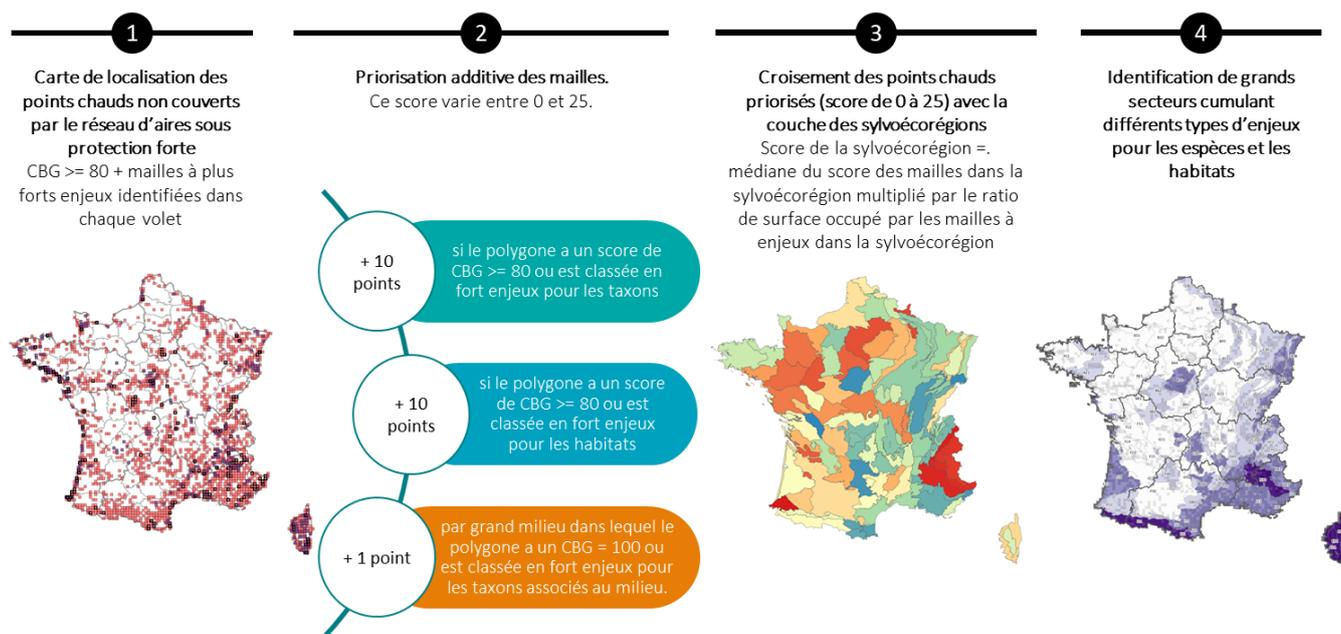 1
Carte de localisation des
points chauds non couverts
par le réseau d'aires sous
protection forte
CBG >= 80 + mailles à plus
forts enjeux identifiées dans
chaque volet
2
Priorisation additive des mailles.
Ce score varie entre 0 et 25.
+ 10
points
si le polygone a un score de
CBG >= 80 ou est classée en
fort enjeux pour les taxons
+ 10
points
si le polygone a un score
de CBG >= 80 ou est
classée en fort enjeux
pour les habitats
+ 1 point
par grand milieu dans lequel le
polygone a un CBG = 100 ou
est classée en fort enjeux pour
les taxons associés au milieu.
3
Croisement des points chauds
priorisés (score de 0 à 25) avec la
couche des sylvoécorégions
Score de la sylvoécorégion =.
médiane du score des mailles dans la
sylvoécorégion multiplié par le ratio
de surface occupé par les mailles à
enjeux dans la sylvoécorégion
4
Identification de grands
secteurs cumulant
différents types d'enjeux
pour les espèces et les
habitats